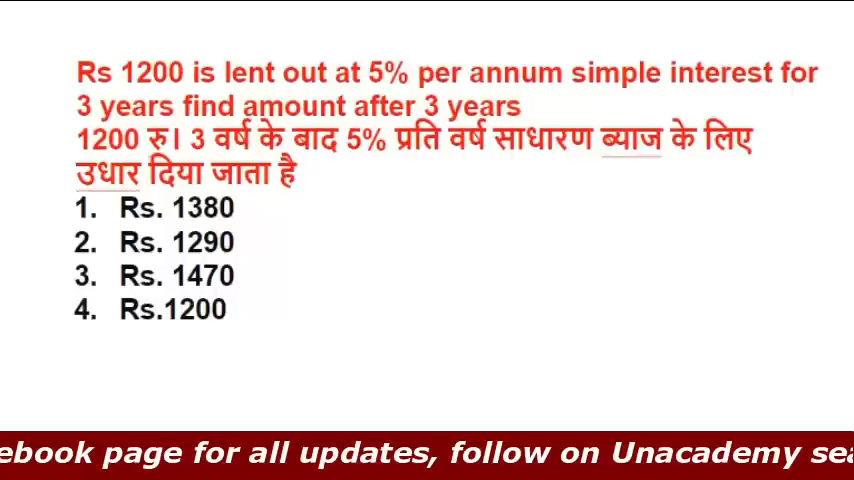 Rs 1200 is lent out at 5% per annum simple interest for
3 years find amount after 3 years
1200 रु। 3 वर्ष के बाद 5% प्रति वर्ष साधारण ब्याज के लिए
उधार दिया जाता है
1. Rs. 1380
2. Rs. 1290
3. Rs. 1470
4. Rs.1200
ebook page for all updates, follow on Unacademy sea